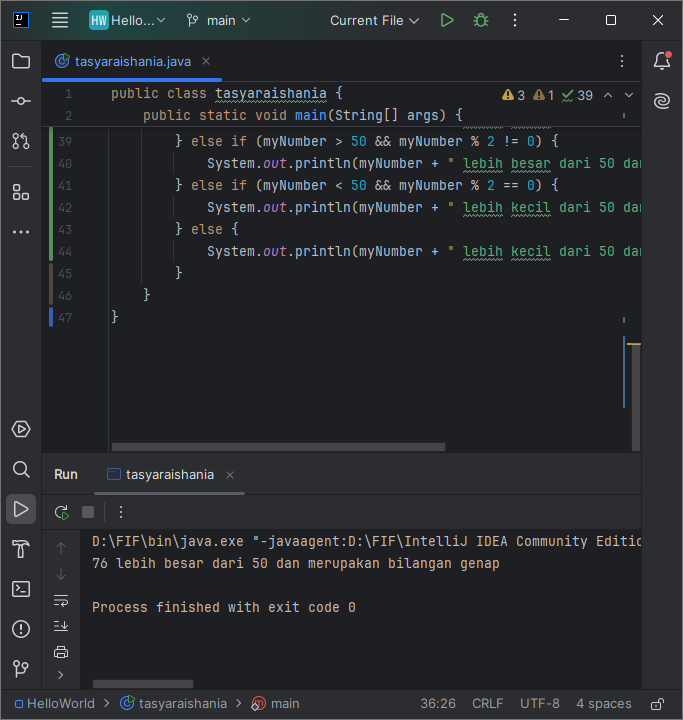 HW Hello... main Current File
tasyaraishania.java
1 public class tasyaraishania { 3 1 39
2 public static void main(String[] args) {
39 } else if (myNumber > 50 && myNumber % 2 != 0) {
40 System.out.println(myNumber + " lebih besar dari 50 dan
41 } else if (myNumber < 50 && myNumber % 2 == 0) {
42 System.out.println(myNumber + " lebih kecil dari 50 dan
43 } else {
44 System.out.println(myNumber + " lebih kecil dari 50 dan
45 }
46 }
47 }
Run tasyaraishania
D:\FIF\bin\java.exe "-javaagent:D:\FIF\IntelliJ IDEA Community Editio
76 lebih besar dari 50 dan merupakan bilangan genap
Process finished with exit code 0
HelloWorld > tasyaraishania > main 36:26 CRLF UTF-8 4 spaces